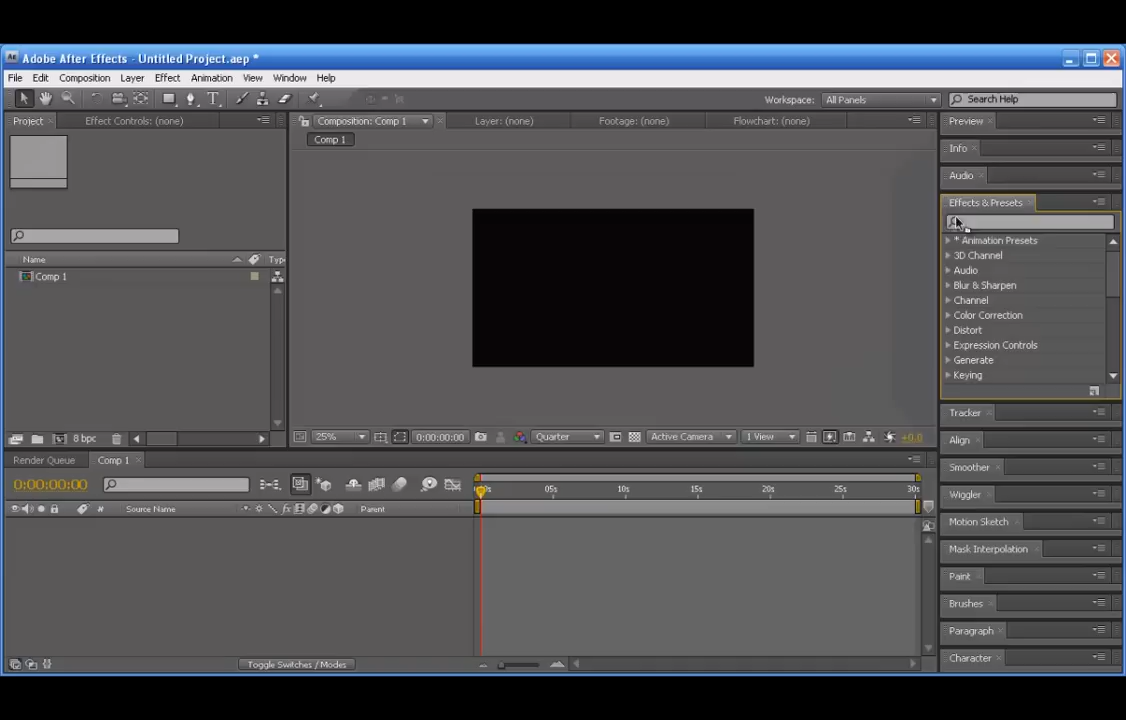 Adobe After Effects - Untitled Project.aep *
File Edit Composition Layer Effect Animation View Window Help
Workspace: All Panels Search Help
Project Effect Controls: (none) Composition: Comp 1 Layer: (none) Footage: (none) Flowchart: (none) Preview
Comp 1
Info
Audio
Effects & Presets
Name Typ
Comp 1
* Animation Presets
3D Channel
Audio
Blur & Sharpen
Channel
Color Correction
Distort
Expression Controls
Generate
Keying
8 bpc 25% 0:00:00:00 Quarter Active Camera 1 View +0.0
Tracker
Align
Smoother
Wiggler
Motion Sketch
Mask Interpolation
Paint
Brushes
Paragraph
Character
Render Queue Comp 1
0:00:00:00 05s 10s 15s 20s 25s 30s
# Source Name Parent
Toggle Switches / Modes